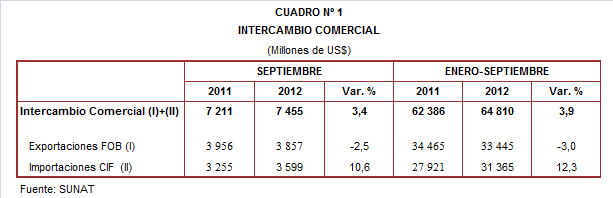 CUADRO Nº 1
INTERCAMBIO COMERCIAL
(Millones de US$)
SEPTIEMBRE ENERO-SEPTIEMBRE
2011 2012 Var. % 2011 2012 Var. %
Intercambio Comercial (I)+(II) 7 211 7 455 3,4 62 386 64 810 3,9
Exportaciones FOB (I) 3 956 3 857 -2,5 34 465 33 445 -3,0
Importaciones CIF (II) 3 255 3 599 10,6 27 921 31 365 12,3
Fuente: SUNAT